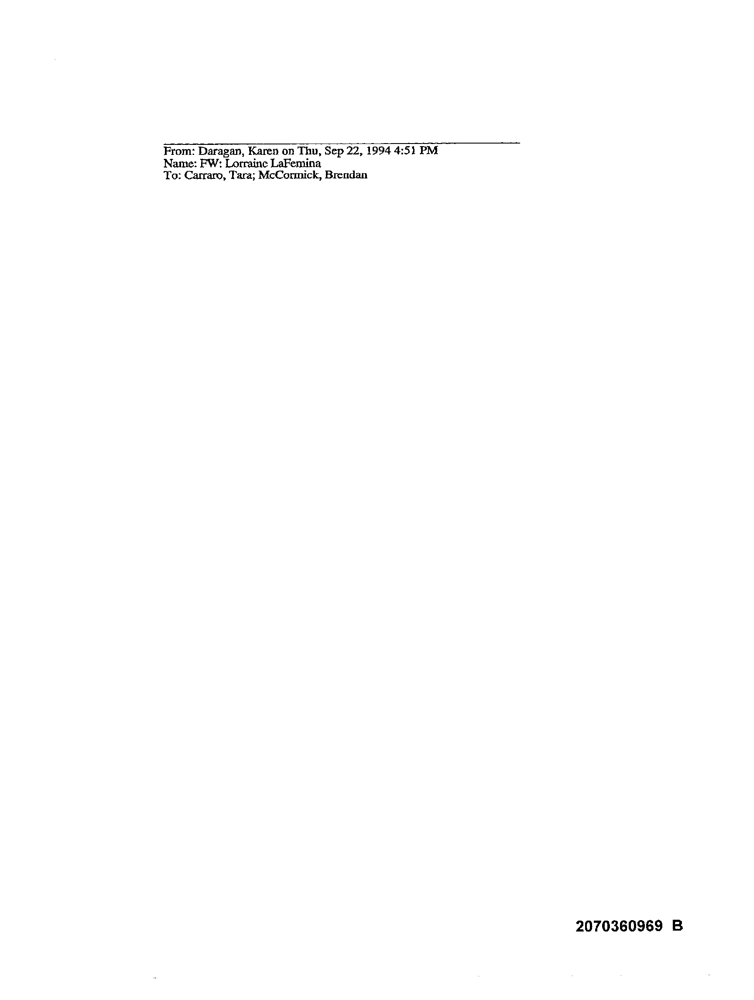 From: Daragan, Karen on Thu, Sep 22, 1994 4:51 PM
Name: FW: Lorraine LaFemina
To: Carraro, Tara; McCormick, Brendan
2070360969 B